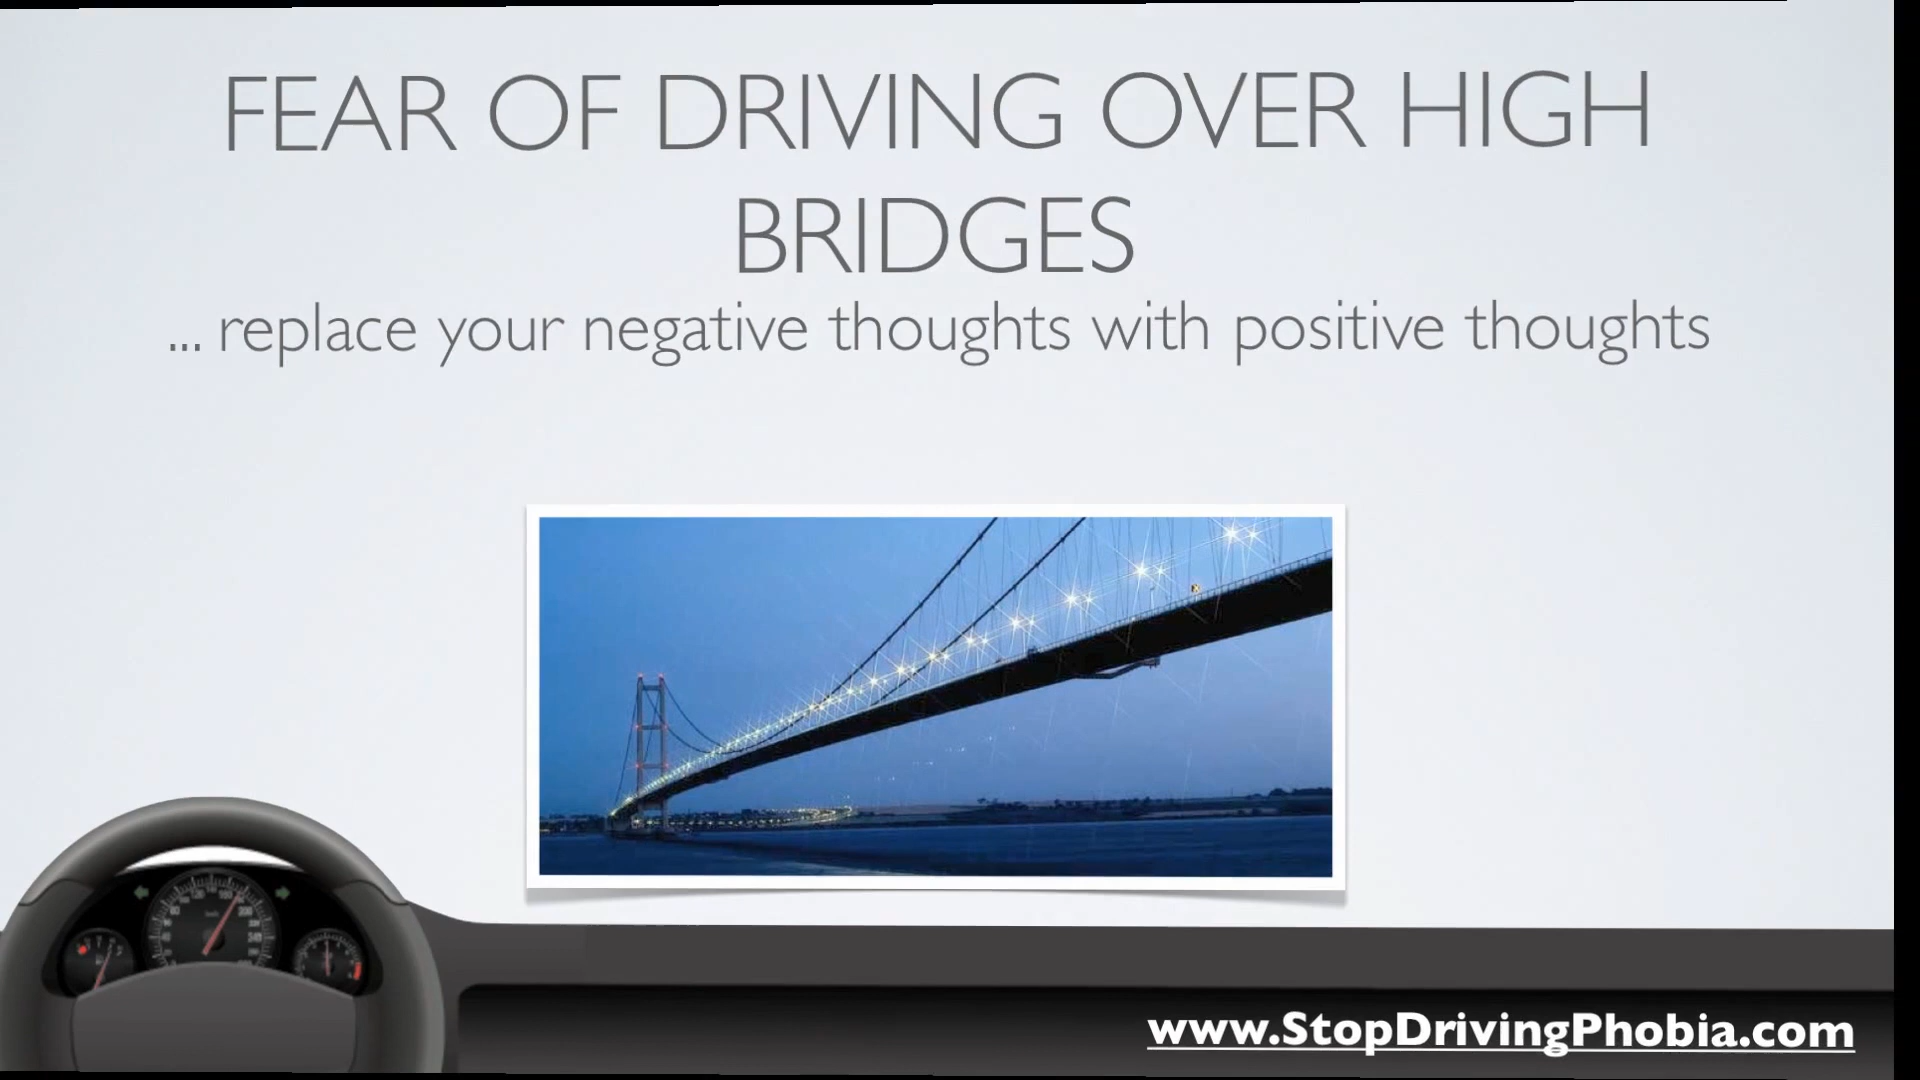 FEAR OF DRIVING OVER HIGH
BRIDGES
... replace your negative thoughts with positive thoughts
www.StopDrivingPhobia.com